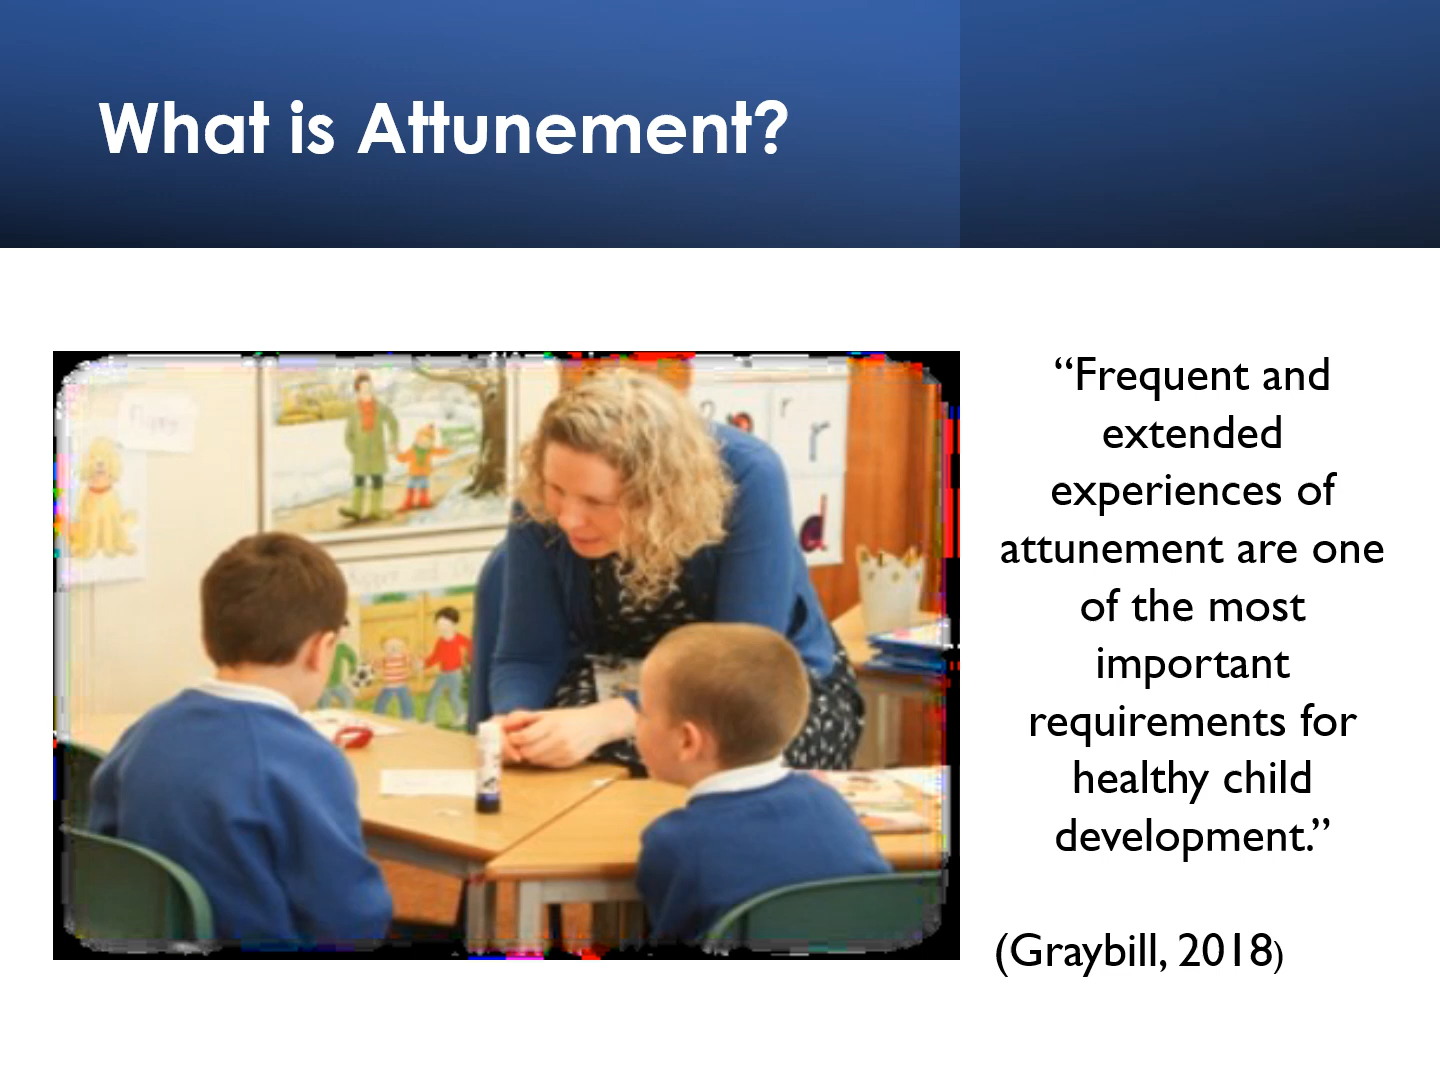 What is Attunement?
“Frequent and
extended
experiences of
attunement are one
of the most
important
requirements for
healthy child
development.”
(Graybill, 2018)
r
r
d